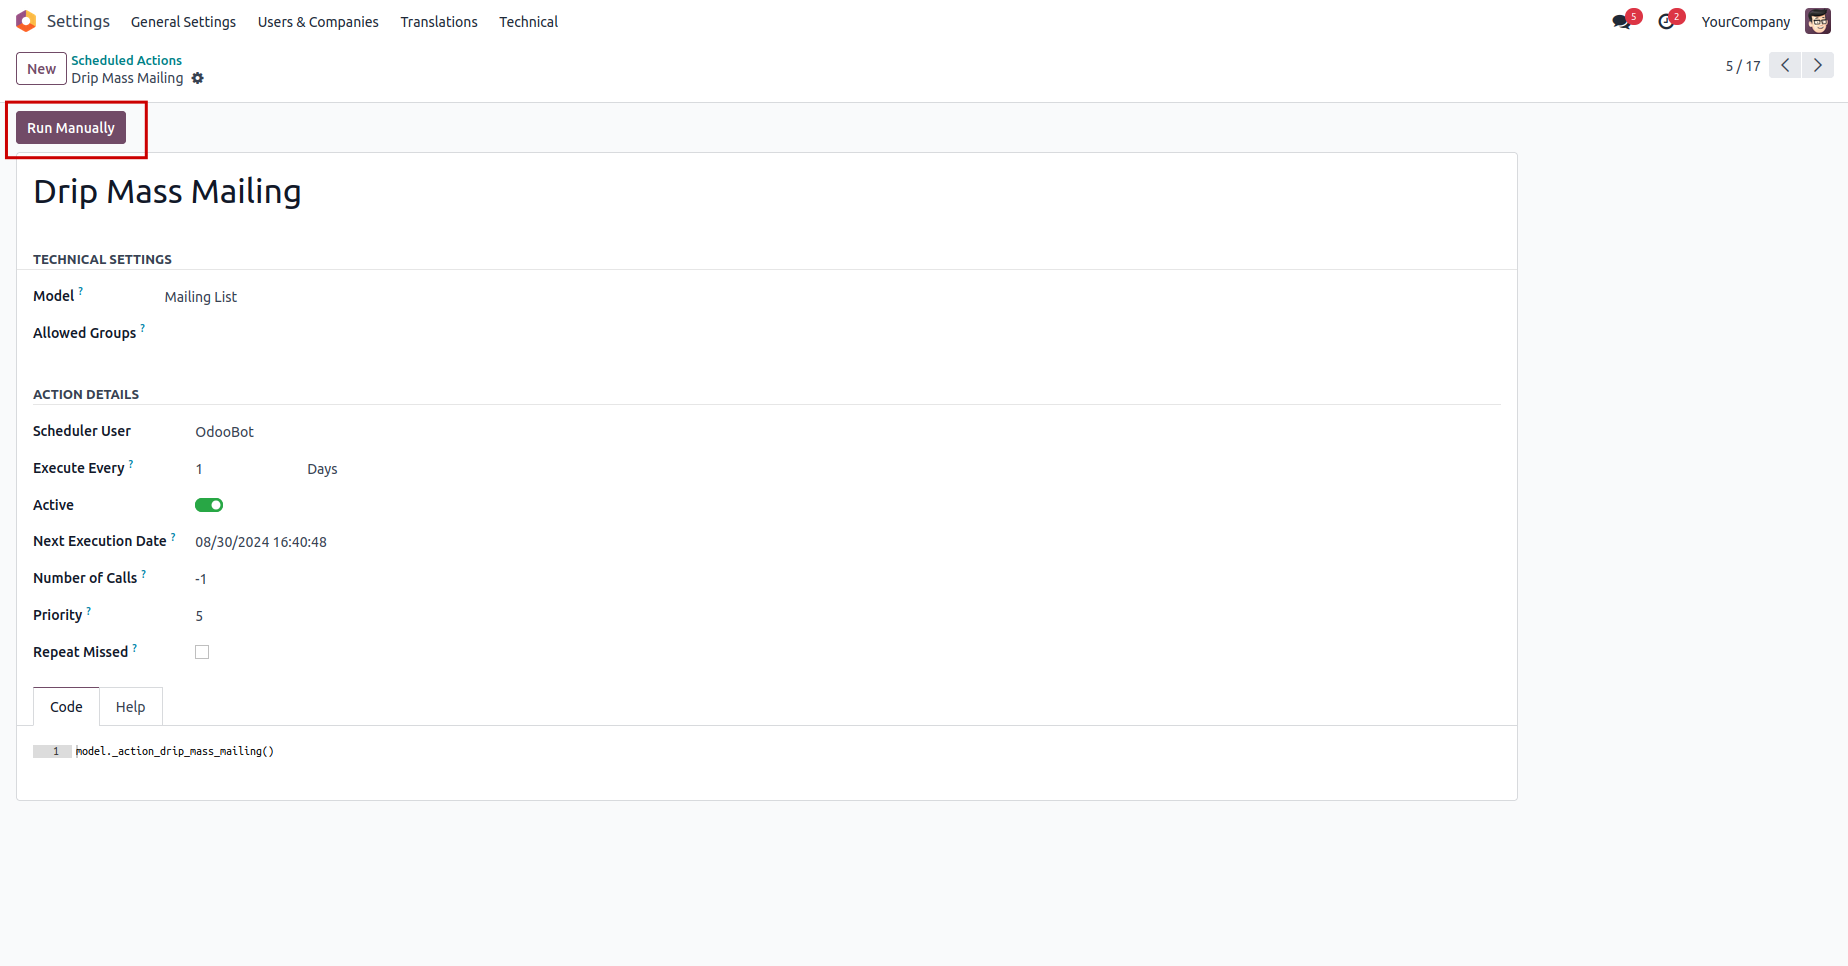 Settings General Settings Users & Companies Translations Technical 5 2 YourCompany
New Scheduled Actions
Drip Mass Mailing
5 / 17
Run Manually
Drip Mass Mailing
TECHNICAL SETTINGS
Model ? Mailing List
Allowed Groups ?
ACTION DETAILS
Scheduler User OdooBot
Execute Every ? 1 Days
Active
Next Execution Date ? 08/30/2024 16:40:48
Number of Calls ? -1
Priority ? 5
Repeat Missed ?
Code Help
1 model._action_drip_mass_mailing()